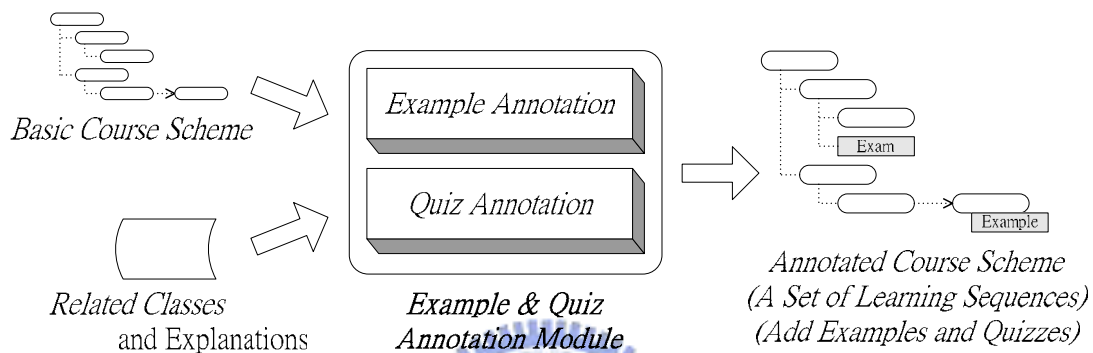 Basic Course Scheme
Related Classes
and Explanations
Example Annotation
Quiz Annotation
Example & Quiz
Annotation Module
Exam
Example
Annotated Course Scheme
(A Set of Learning Sequences)
(Add Examples and Quizzes)